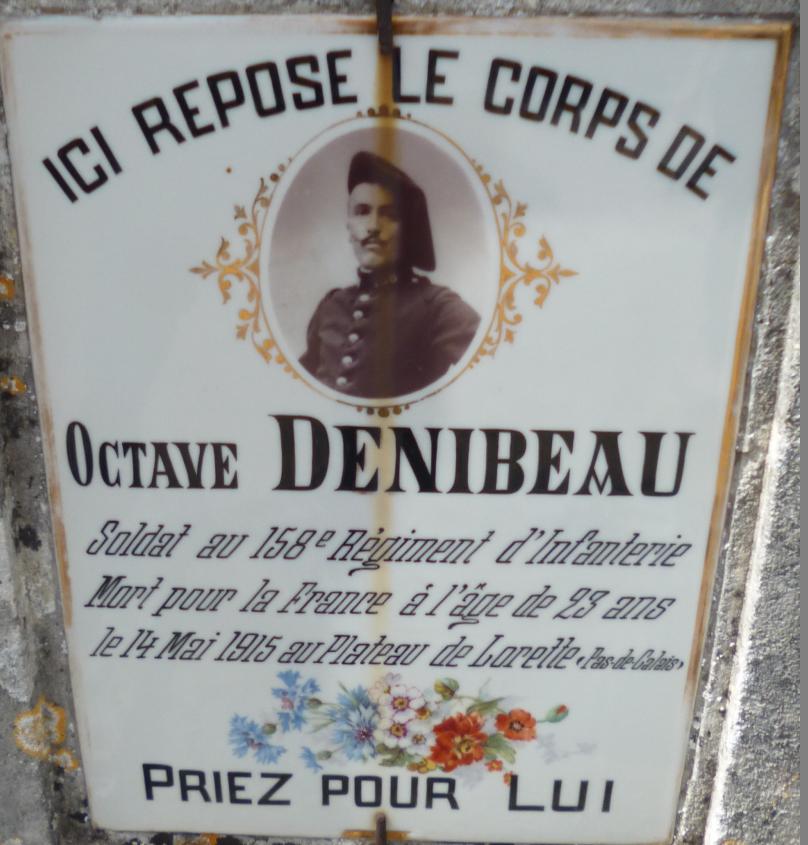 ICI REPOSE LE CORPS DE
OCTAVE DENIBEAU
Soldat au 158e Régiment d'Infanterie
Mort pour la France á l'âge de 23 ans
le 14 Mai 1915 au Plateau de Lorette (Pas-de-Calais)
PRIEZ POUR LUI